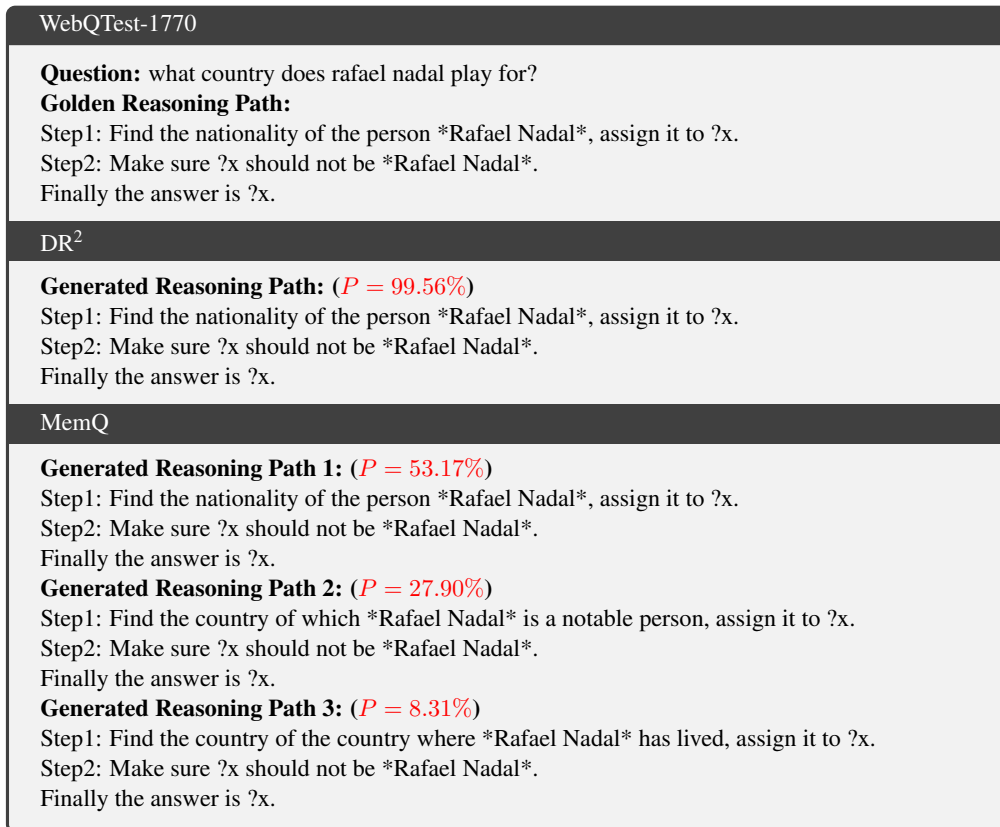 WebQTest-1770
Question: what country does rafael nadal play for?
Golden Reasoning Path:
Step1: Find the nationality of the person *Rafael Nadal*, assign it to ?x.
Step2: Make sure ?x should not be *Rafael Nadal*.
Finally the answer is ?x.
DR²
Generated Reasoning Path: (P = 99.56%)
Step1: Find the nationality of the person *Rafael Nadal*, assign it to ?x.
Step2: Make sure ?x should not be *Rafael Nadal*.
Finally the answer is ?x.
MemQ
Generated Reasoning Path 1: (P = 53.17%)
Step1: Find the nationality of the person *Rafael Nadal*, assign it to ?x.
Step2: Make sure ?x should not be *Rafael Nadal*.
Finally the answer is ?x.
Generated Reasoning Path 2: (P = 27.90%)
Step1: Find the country of which *Rafael Nadal* is a notable person, assign it to ?x.
Step2: Make sure ?x should not be *Rafael Nadal*.
Finally the answer is ?x.
Generated Reasoning Path 3: (P = 8.31%)
Step1: Find the country of the country where *Rafael Nadal* has lived, assign it to ?x.
Step2: Make sure ?x should not be *Rafael Nadal*.
Finally the answer is ?x.